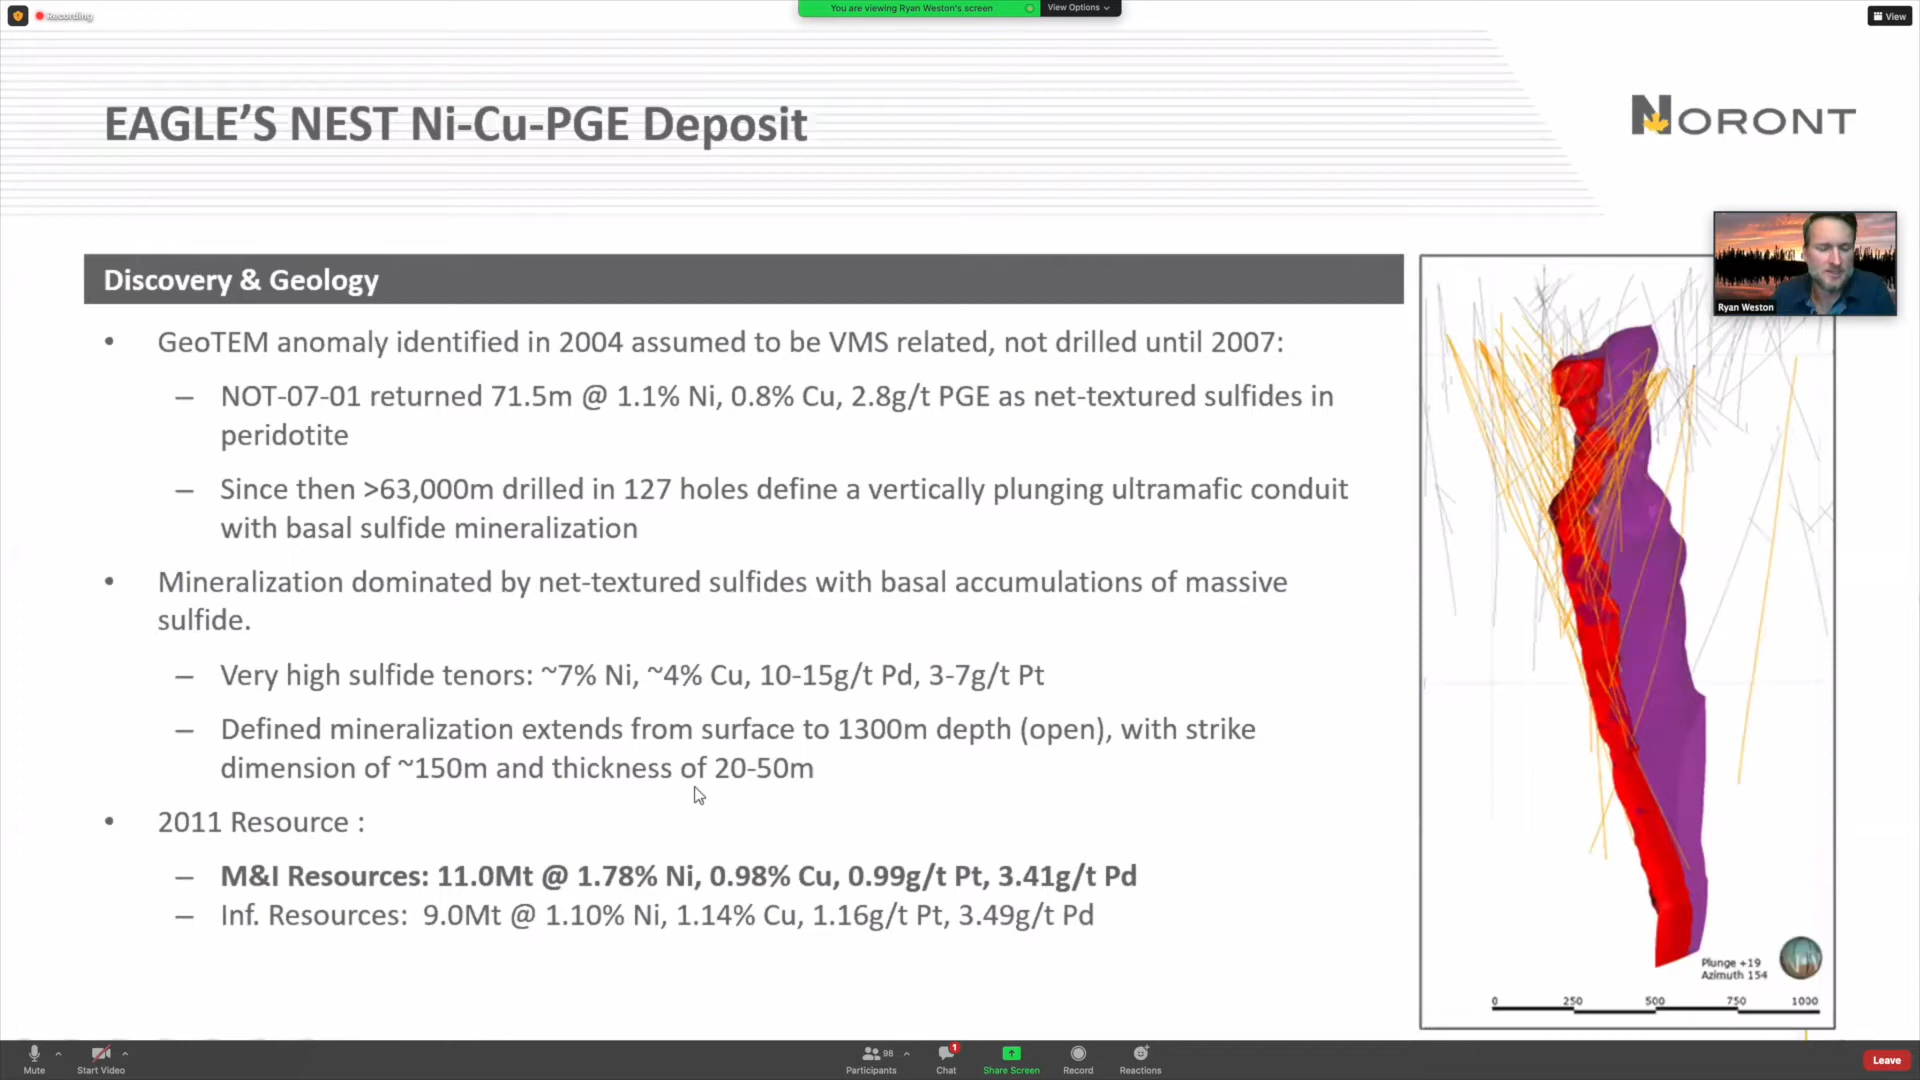 Recording
You are viewing Ryan Weston's screen
View Options
View
EAGLE'S NEST Ni-Cu-PGE Deposit
NORONT
Ryan Weston
Discovery & Geology
• GeoTEM anomaly identified in 2004 assumed to be VMS related, not drilled until 2007:
– NOT-07-01 returned 71.5m @ 1.1% Ni, 0.8% Cu, 2.8g/t PGE as net-textured sulfides in
peridotite
– Since then >63,000m drilled in 127 holes define a vertically plunging ultramafic conduit
with basal sulfide mineralization
• Mineralization dominated by net-textured sulfides with basal accumulations of massive
sulfide.
– Very high sulfide tenors: ~7% Ni, ~4% Cu, 10-15g/t Pd, 3-7g/t Pt
– Defined mineralization extends from surface to 1300m depth (open), with strike
dimension of ~150m and thickness of 20-50m
• 2011 Resource :
– M&I Resources: 11.0Mt @ 1.78% Ni, 0.98% Cu, 0.99g/t Pt, 3.41g/t Pd
– Inf. Resources: 9.0Mt @ 1.10% Ni, 1.14% Cu, 1.16g/t Pt, 3.49g/t Pd
Plunge +19
Azimuth 154
0 250 500 750 1000
Mute
Start Video
98
Participants
1
Chat
Share Screen
Record
Reactions
Leave